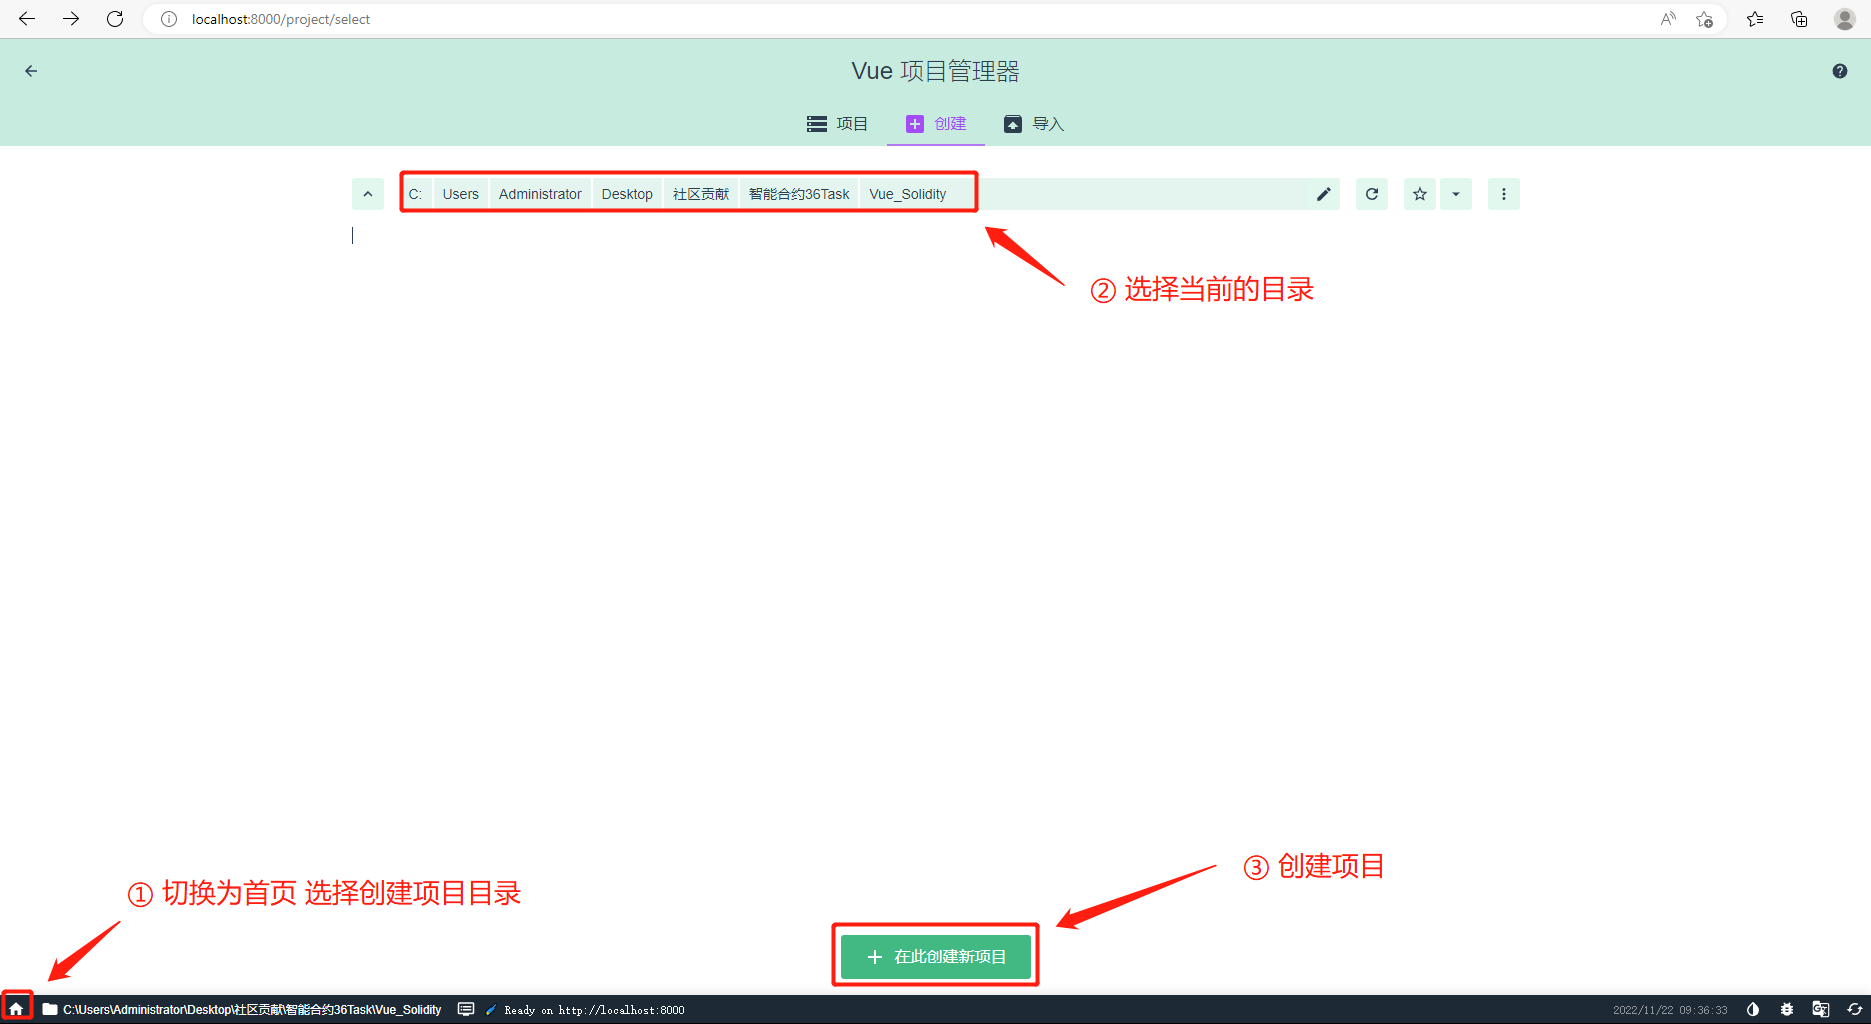 localhost:8000/project/select
Vue 项目管理器
项目 创建 导入
C: Users Administrator Desktop 社区贡献 智能合约36Task Vue_Solidity
② 选择当前的目录
③ 创建项目
① 切换为首页 选择创建项目目录
在此创建新项目
C:\Users\Administrator\Desktop\社区贡献\智能合约36Task\Vue_Solidity Ready on http://localhost:8000 2022/11/22 09:36:33